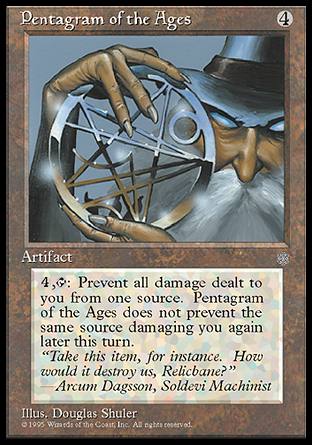 Pentagram of the Ages 4
Artifact
4,T: Prevent all damage dealt to
you from one source. Pentagram
of the Ages does not prevent the
same source damaging you again
later this turn.
"Take this item, for instance. How
would it destroy us, Relicbane?"
—Arcum Dagsson, Soldevi Machinist
Illus. Douglas Shuler
©1995 Wizards of the Coast, Inc. All rights reserved.